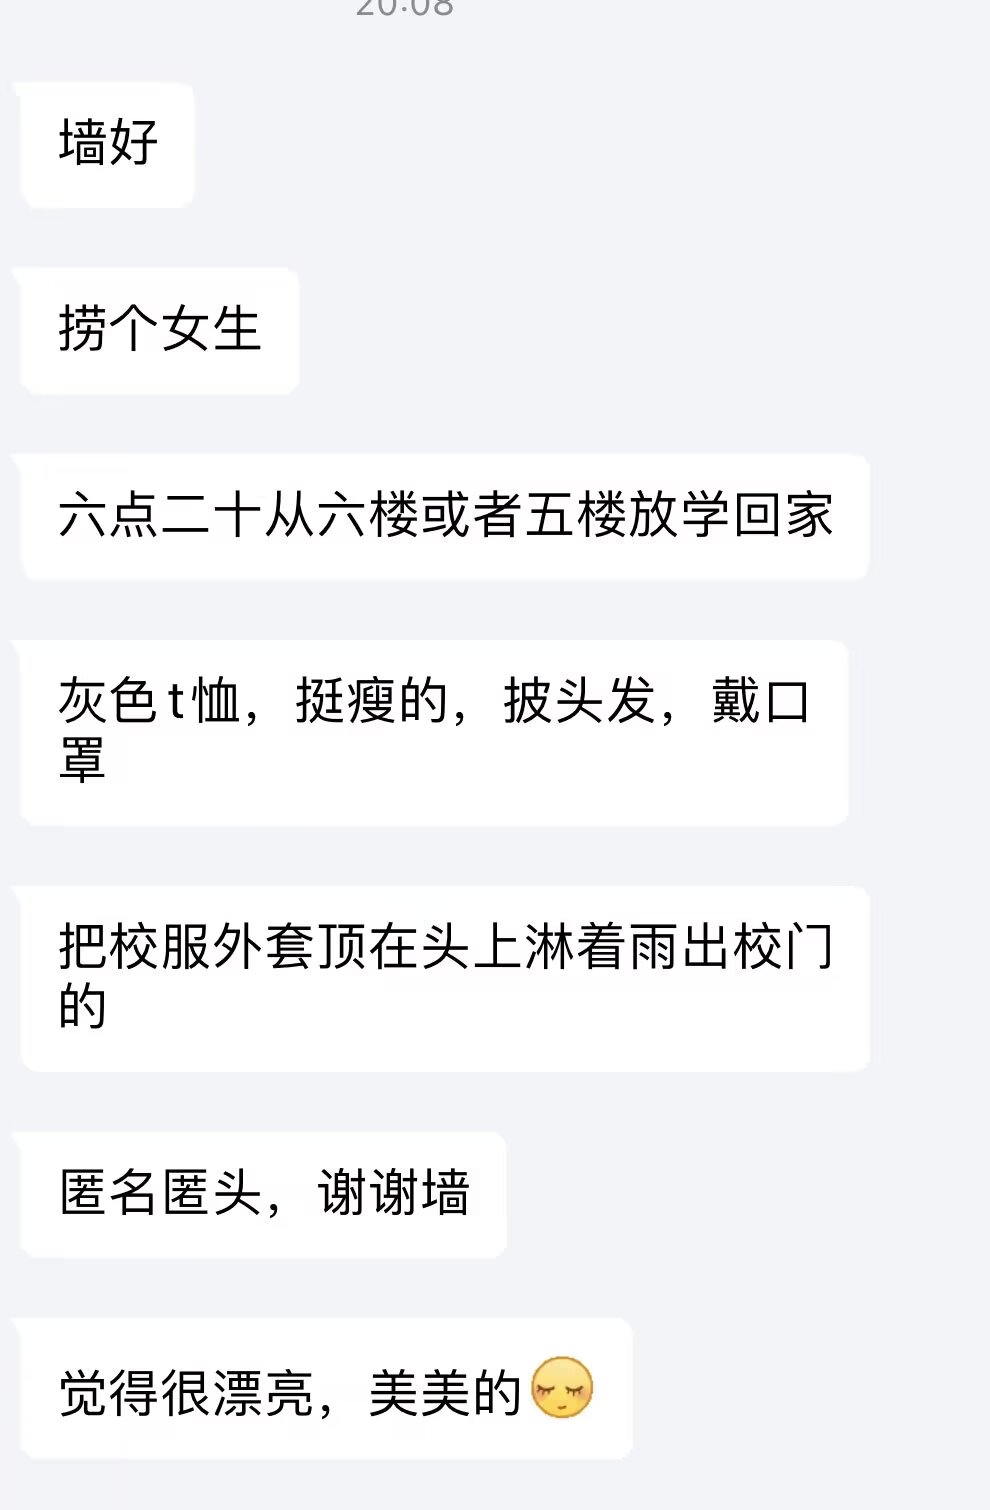 20:08
墙好
捞个女生
六点二十从六楼或者五楼放学回家
灰色t恤，挺瘦的，披头发，戴口
罩
把校服外套顶在头上淋着雨出校门
的
匿名匿头，谢谢墙
觉得很漂亮，美美的